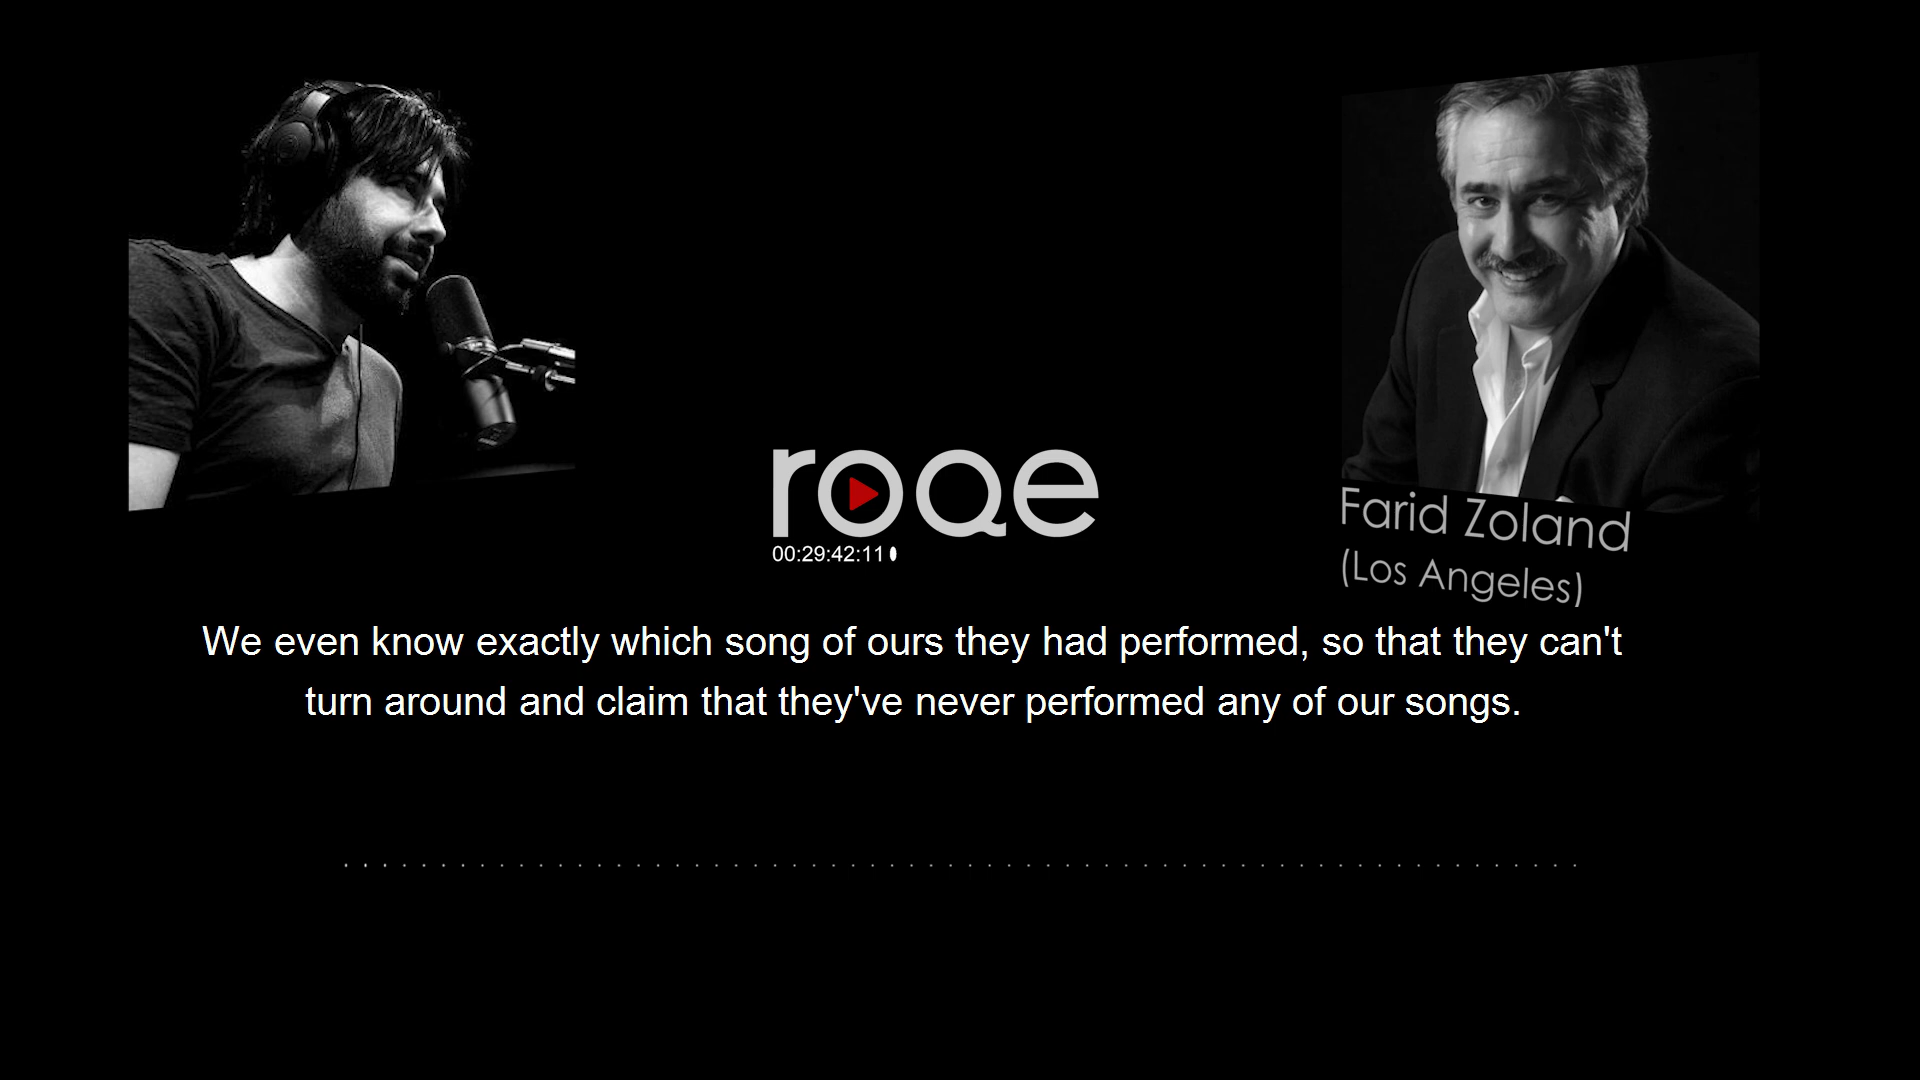 roqe
00:29:42:11
Farid Zoland
(Los Angeles)
We even know exactly which song of ours they had performed, so that they can't
turn around and claim that they've never performed any of our songs.